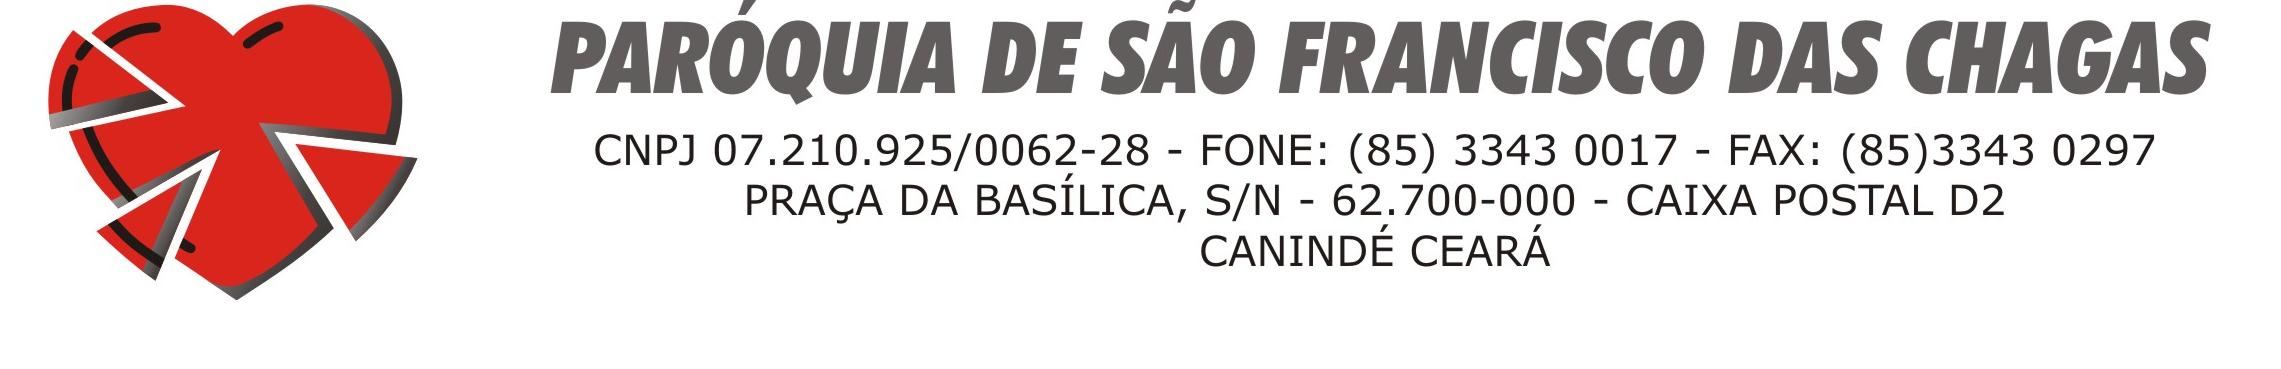 PARÓQUIA DE SÃO FRANCISCO DAS CHAGAS
CNPJ 07.210.925/0062-28 - FONE: (85) 3343 0017 - FAX: (85)3343 0297
PRAÇA DA BASÍLICA, S/N - 62.700-000 - CAIXA POSTAL D2
CANINDÉ CEARÁ